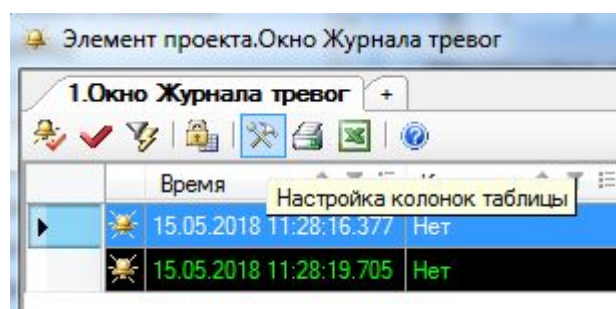 Элемент проекта.Окно Журнала тревог
1.Окно Журнала тревог +
Время
Настройка колонок таблицы
15.05.2018 11:28:16.377 Нет
15.05.2018 11:28:19.705 Нет